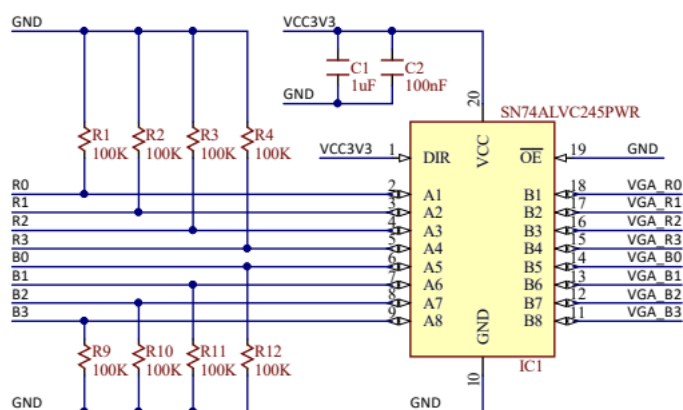 GND VCC3V3
C1 C2
1uF 100nF
GND
20
SN74ALVC245PWR
R1 R2 R3 R4
100K 100K 100K 100K
VCC3V3 1 DIR VCC OE 19 GND
R0 2 A1 B1 18 VGA_R0
R1 3 A2 B2 17 VGA_R1
R2 4 A3 B3 16 VGA_R2
R3 5 A4 B4 15 VGA_R3
B0 6 A5 B5 14 VGA_B0
B1 7 A6 B6 13 VGA_B1
B2 8 A7 B7 12 VGA_B2
B3 9 A8 B8 11 VGA_B3
GND
R9 R10 R11 R12
100K 100K 100K 100K
IC1
10
GND GND